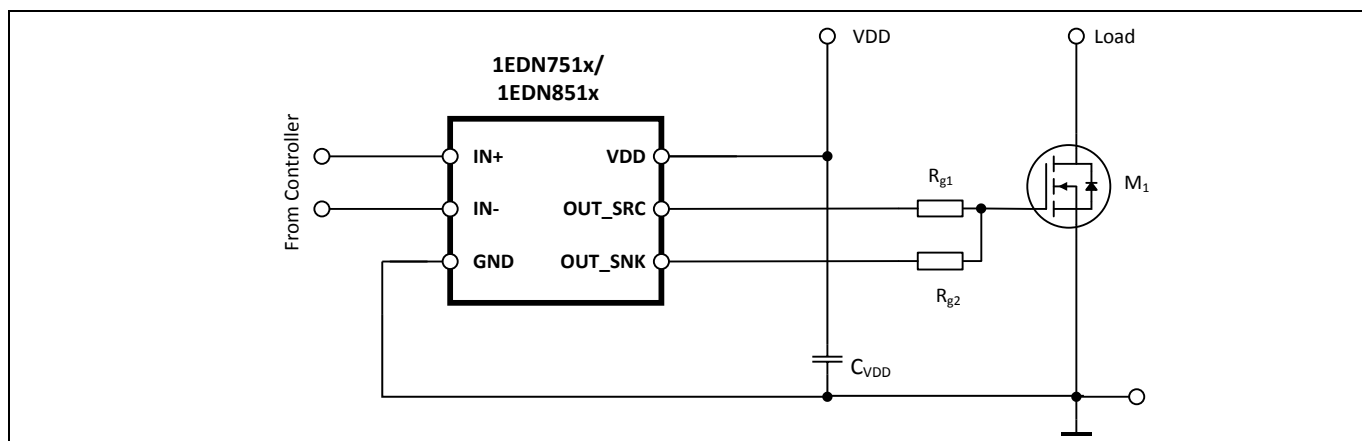 VDD
Load
1EDN751x/
1EDN851x
From Controller
IN+
VDD
IN-
OUT_SRC
GND
OUT_SNK
Rg1
Rg2
M1
CVDD